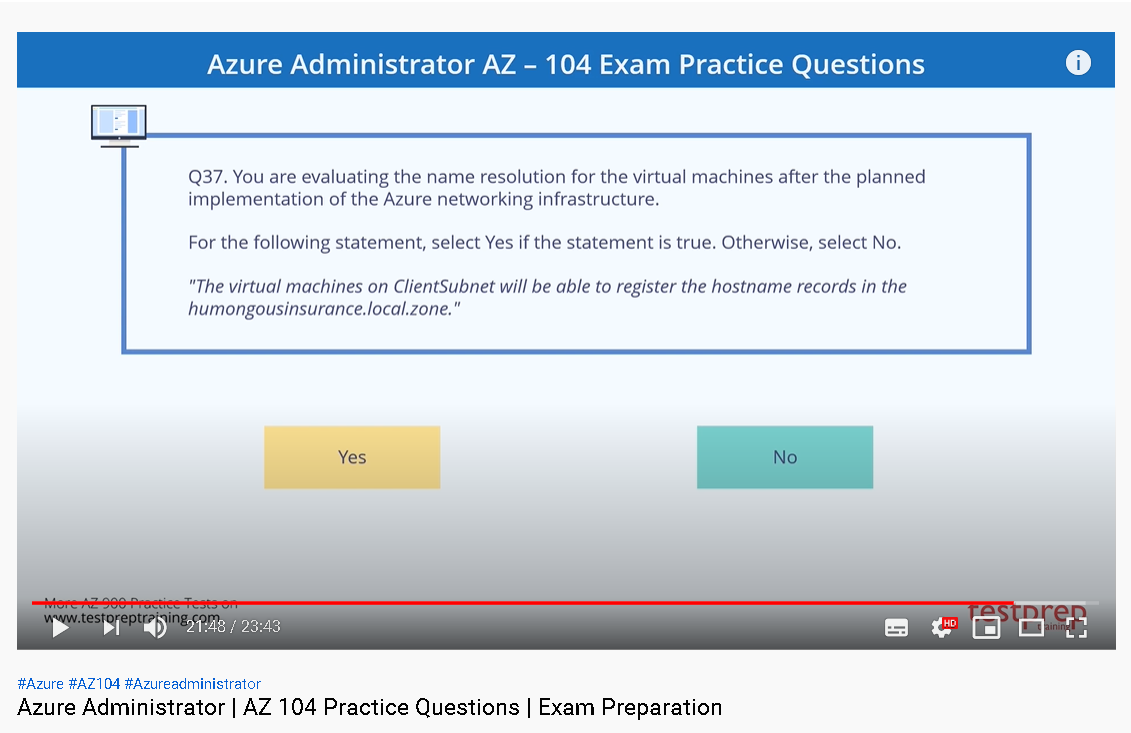 Azure Administrator AZ – 104 Exam Practice Questions
Q37. You are evaluating the name resolution for the virtual machines after the planned
implementation of the Azure networking infrastructure.
For the following statement, select Yes if the statement is true. Otherwise, select No.
"The virtual machines on ClientSubnet will be able to register the hostname records in the
humongousinsurance.local.zone."
Yes
No
More AZ 900 Practice Tests on
www.testpreptraining.com
21:48 / 23:43
HD
testprep
training
#Azure #AZ104 #Azureadministrator
Azure Administrator | AZ 104 Practice Questions | Exam Preparation